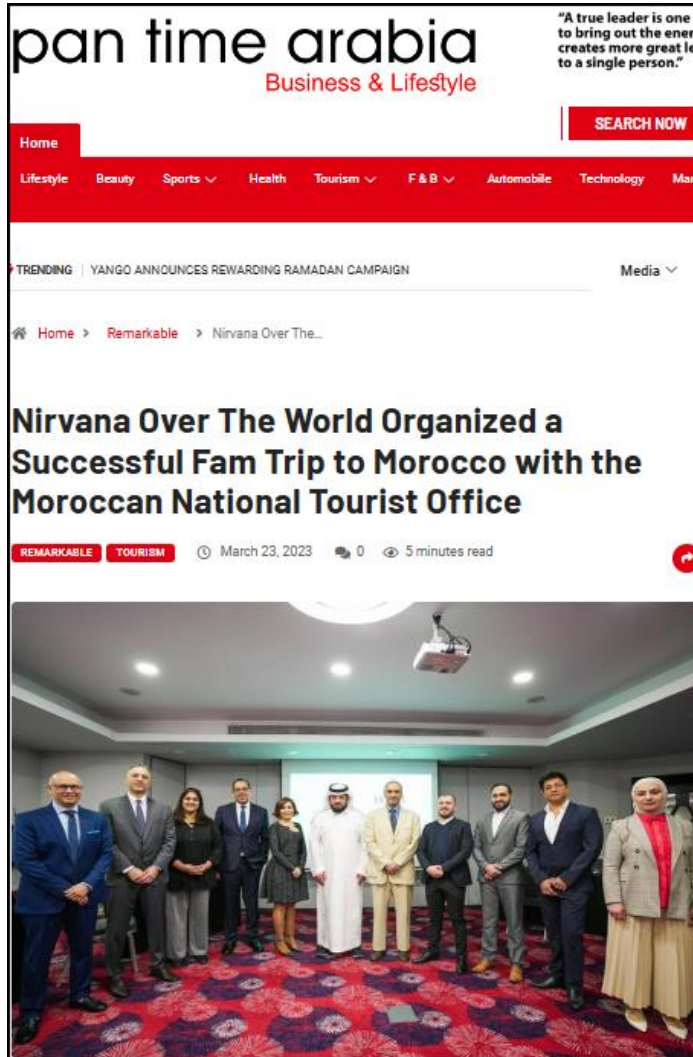 pan time arabia
Business & Lifestyle
"A true leader is one
to bring out the
creates more great
to a single person."
SEARCH NOW
Home
Lifestyle Beauty Sports Health Tourism F & B Automobile Technology
TRENDING YANGO ANNOUNCES REWARDING RAMADAN CAMPAIGN
Media
Home > Remarkable > Nirvana Over The...
Nirvana Over The World Organized a
Successful Fam Trip to Morocco with the
Moroccan National Tourist Office
REMARKABLE TOURISM March 23, 2023 0 5 minutes read